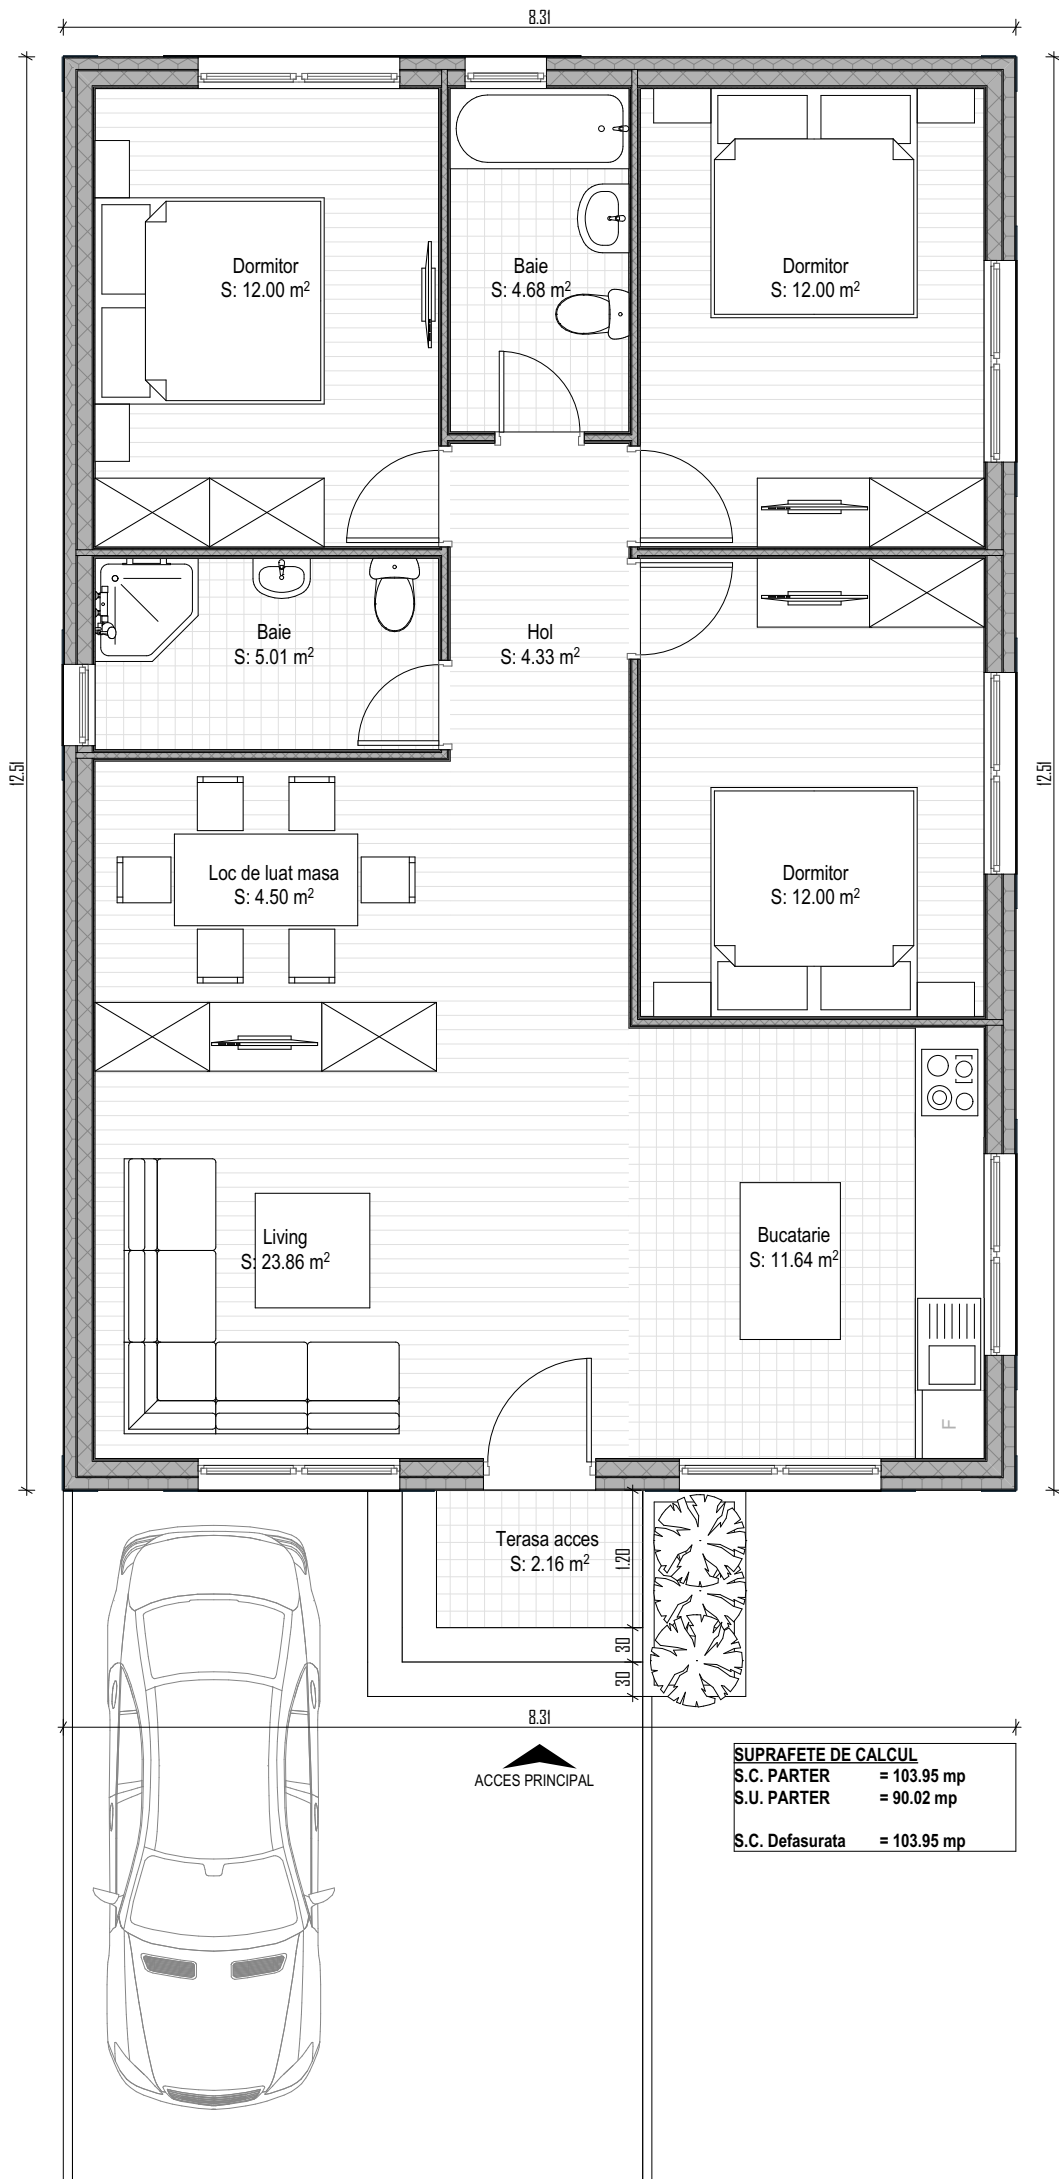 8.31
12.51
12.51
Dormitor
S: 12.00 m²
Baie
S: 4.68 m²
Dormitor
S: 12.00 m²
Baie
S: 5.01 m²
Hol
S: 4.33 m²
Loc de luat masa
S: 4.50 m²
Dormitor
S: 12.00 m²
Living
S: 23.86 m²
Bucatarie
S: 11.64 m²
F
Terasa acces
S: 2.16 m²
1.20
30
30
8.31
ACCES PRINCIPAL
SUPRAFETE DE CALCUL
S.C. PARTER = 103.95 mp
S.U. PARTER = 90.02 mp
S.C. Defasurata = 103.95 mp